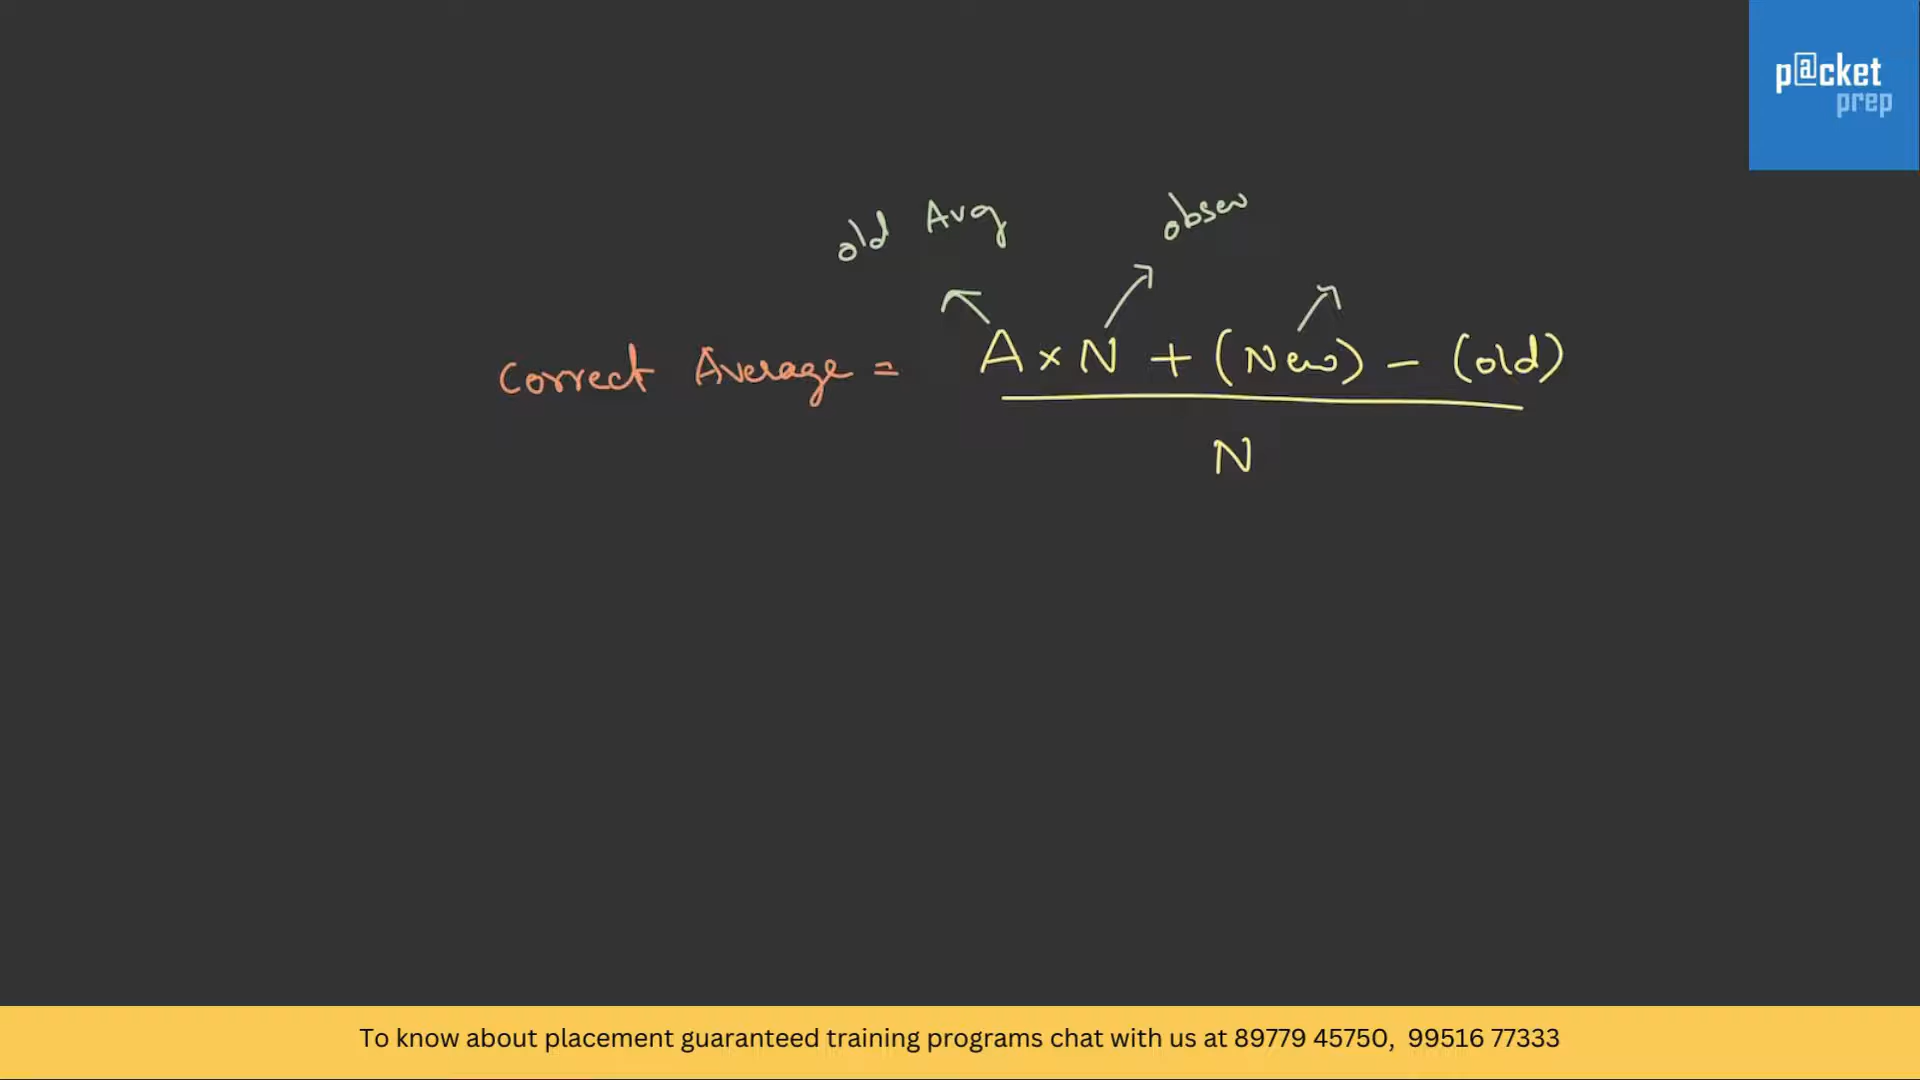 p@cket
prep
old Avg obser
Correct Average = A × N + (New) - (old)
N
To know about placement guaranteed training programs chat with us at 89779 45750, 99516 77333